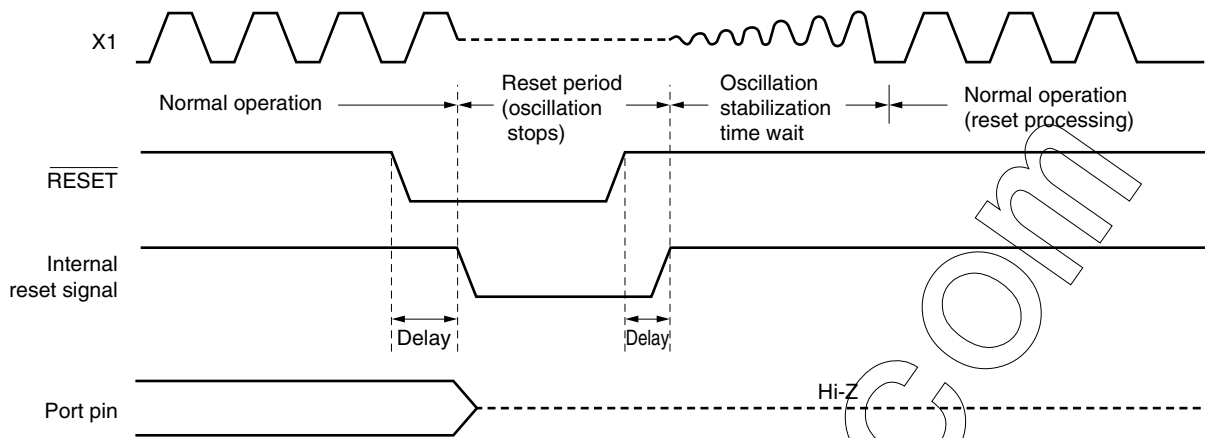 X1
Normal operation
Reset period
(oscillation
stops)
Oscillation
stabilization
time wait
Normal operation
(reset processing)
RESET
Internal
reset signal
Delay
Delay
Port pin
Hi-Z
com